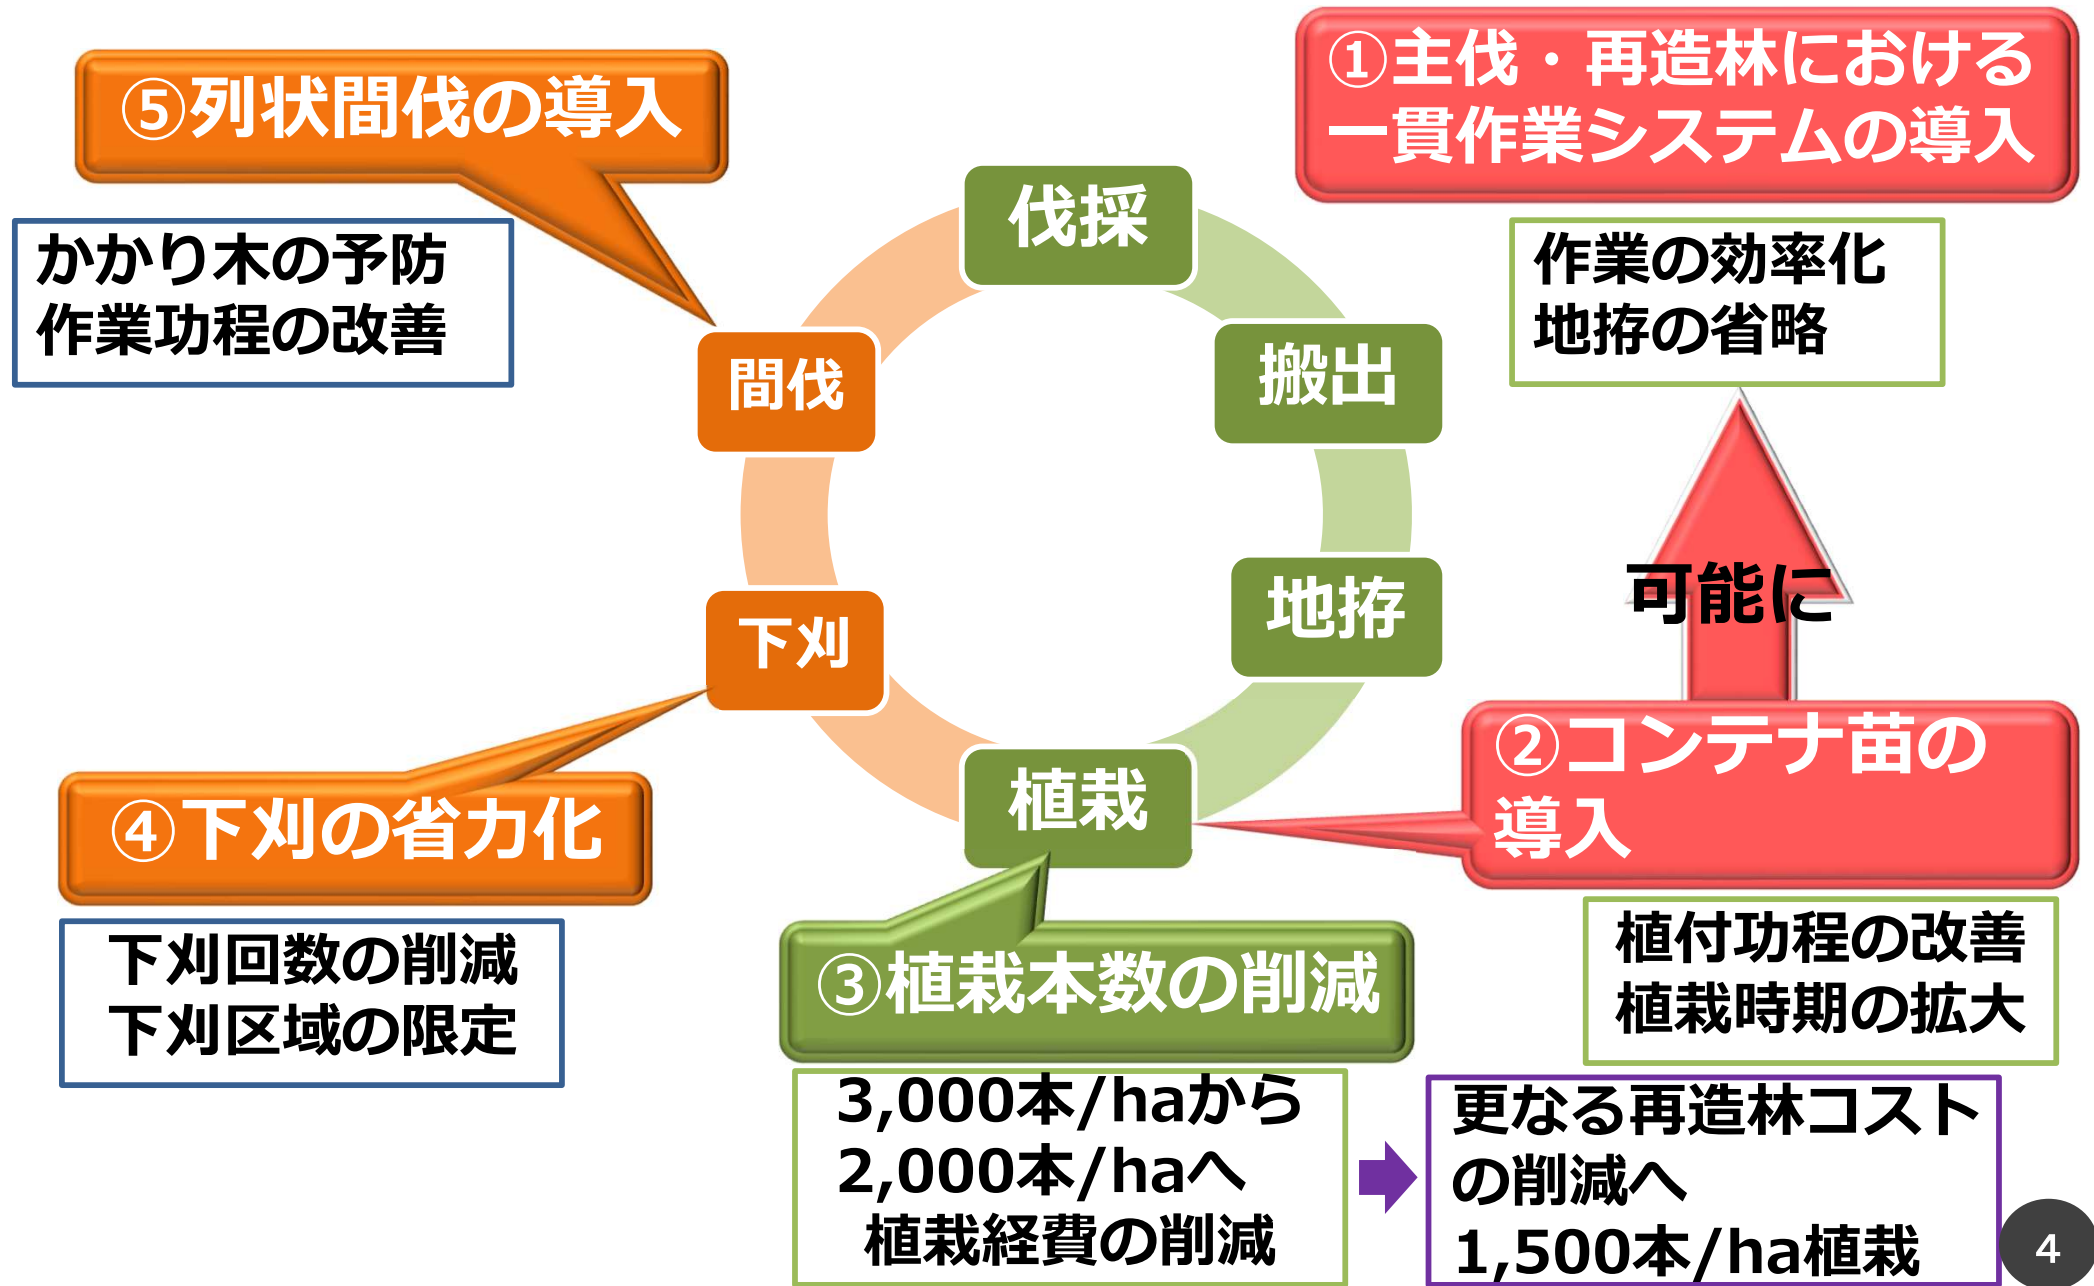 ⑤列状間伐の導入
かかり木の予防
作業功程の改善
①主伐・再造林における
一貫作業システムの導入
作業の効率化
地拵の省略
可能に
伐採
搬出
地拵
植栽
下刈
間伐
②コンテナ苗の
導入
植付功程の改善
植栽時期の拡大
③植栽本数の削減
3,000本/haから
2,000本/haへ
植栽経費の削減
更なる再造林コスト
の削減へ
1,500本/ha植栽
④下刈の省力化
下刈回数の削減
下刈区域の限定
4